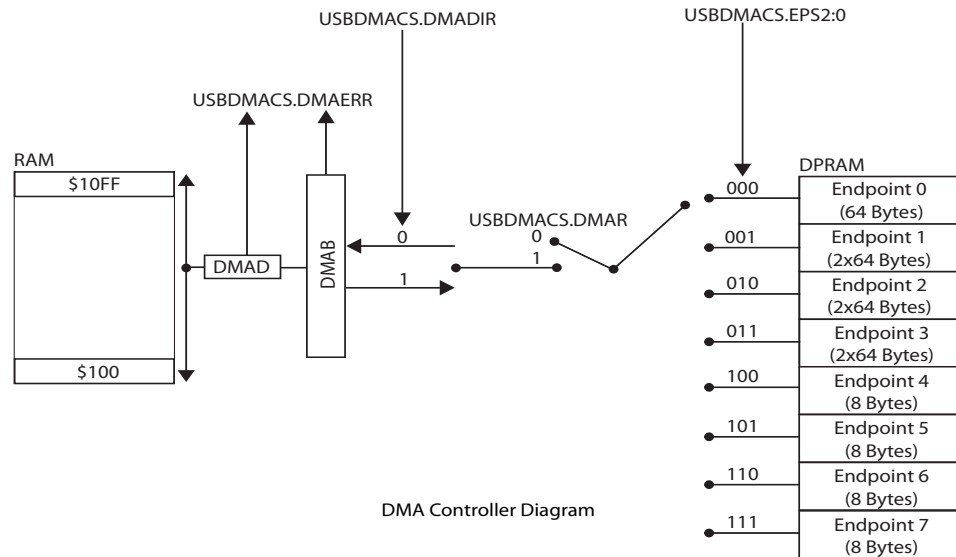 USBDMACS.DMADIR
USBDMACS.EPS2:0
USBDMACS.DMAERR
RAM
$10FF
$100
DMAD
DMAB
0
1
USBDMACS.DMAR
0
1
DPRAM
000
Endpoint 0
(64 Bytes)
001
Endpoint 1
(2x64 Bytes)
010
Endpoint 2
(2x64 Bytes)
011
Endpoint 3
(2x64 Bytes)
100
Endpoint 4
(8 Bytes)
101
Endpoint 5
(8 Bytes)
110
Endpoint 6
(8 Bytes)
111
Endpoint 7
(8 Bytes)
DMA Controller Diagram